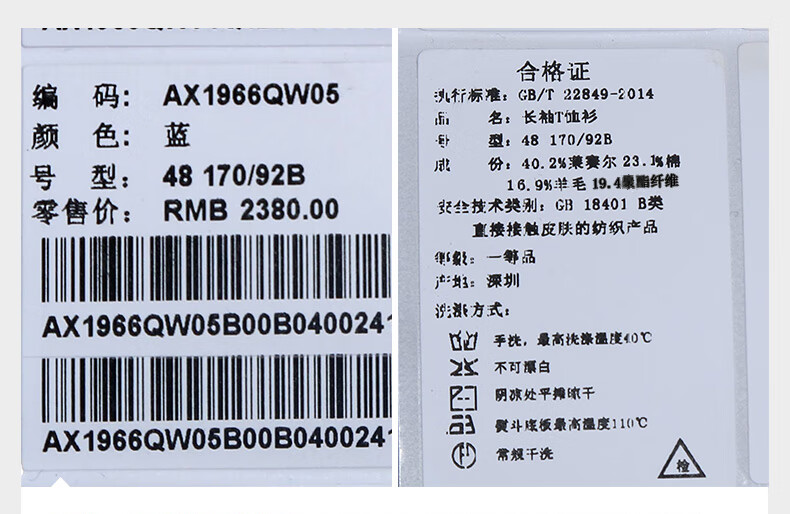 编 码: AX1966QW05
颜 色: 蓝
号 型: 48 170/92B
零售价: RMB 2380.00
AX1966QW05B00B040024
AX1966QW05B00B040024
合格证
执行标准: GB/T 22849-2014
品 名: 长袖T恤衫
号 型: 48 170/92B
成 份: 40.2%莱赛尔 23.1%棉
16.9%羊毛 19.4聚酯纤维
安全技术类别: GB 18401 B类
直接接触皮肤的纺织产品
等级: 一等品
产地: 深圳
洗涤方式:
手洗, 最高洗涤温度40℃
不可漂白
阴凉处平摊晾干
熨斗底板最高温度110℃
常规干洗
检